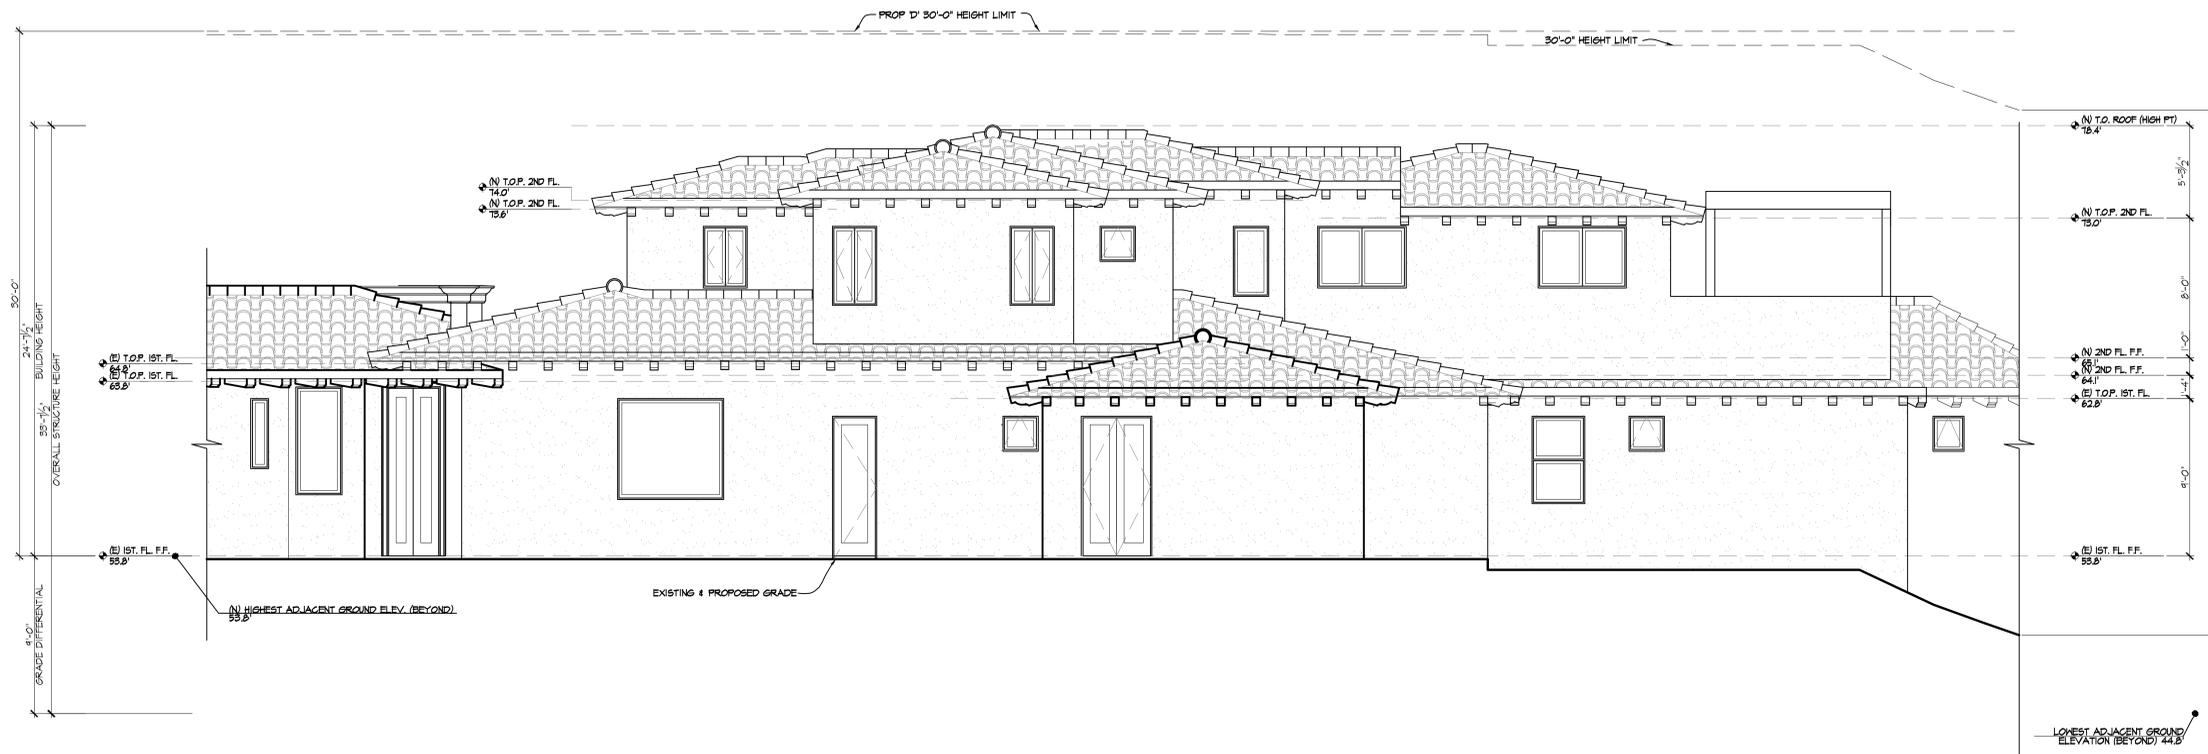 PROP 'D' 30'-0" HEIGHT LIMIT
30'-0" HEIGHT LIMIT
(N) T.O. ROOF (HIGH PT)
78.4'
5'-3 1/2"
(N) T.O.P. 2ND FL.
74.0'
(N) T.O.P. 2ND FL.
73.6'
(N) T.O.P. 2ND FL.
73.0'
8'-0"
30'-0"
24'-7 1/2"
BUILDING HEIGHT
33'-7 1/2"
OVERALL STRUCTURE HEIGHT
(E) T.O.P. 1ST. FL.
64.8'
(E) T.O.P. 1ST. FL.
63.8'
(N) 2ND FL. F.F.
65.1'
1'-0"
(N) 2ND FL. F.F.
64.1'
1'-4"
(E) T.O.P. 1ST. FL.
62.8'
9'-0"
(E) 1ST. FL. F.F.
53.8'
(E) 1ST. FL. F.F.
53.8'
EXISTING & PROPOSED GRADE
(N) HIGHEST ADJACENT GROUND ELEV. (BEYOND)
53.8'
9'-0"
GRADE DIFFERENTIAL
LOWEST ADJACENT GROUND
ELEVATION (BEYOND) 44.8'